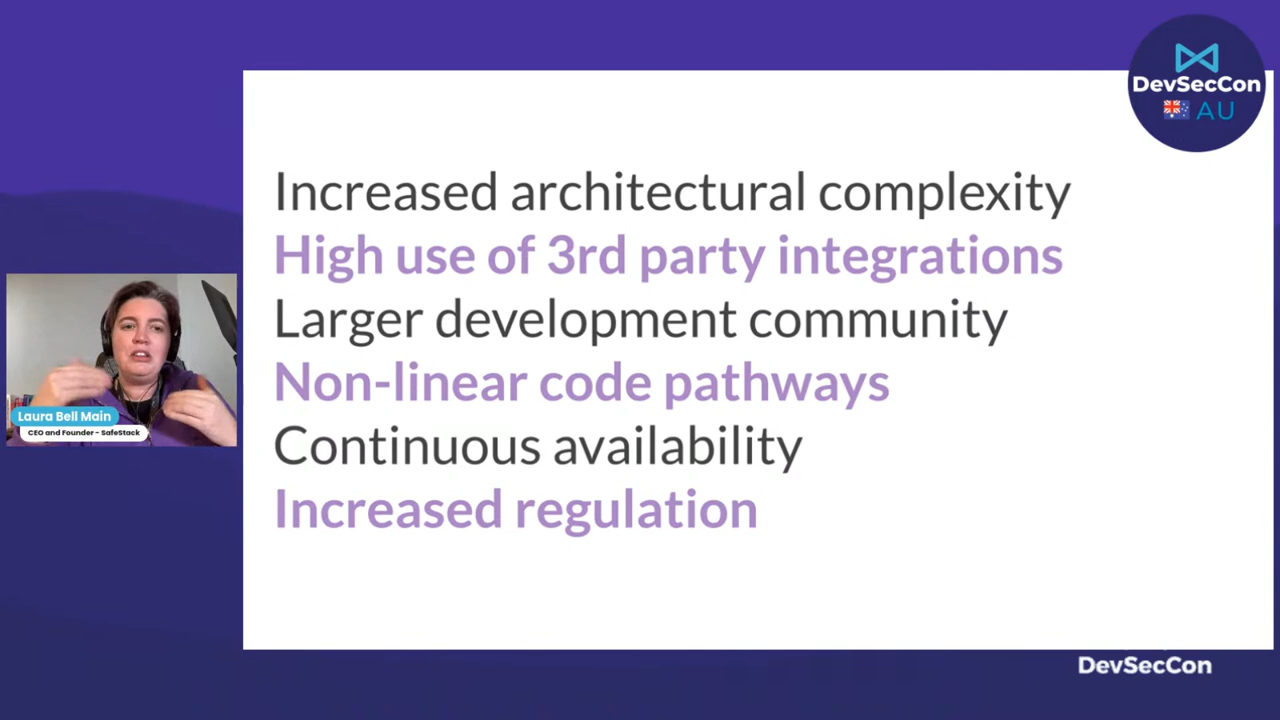 DevSecCon
AU
Increased architectural complexity
High use of 3rd party integrations
Larger development community
Non-linear code pathways
Continuous availability
Increased regulation
Laura Bell Main
CEO and Founder - SafeStack
DevSecCon